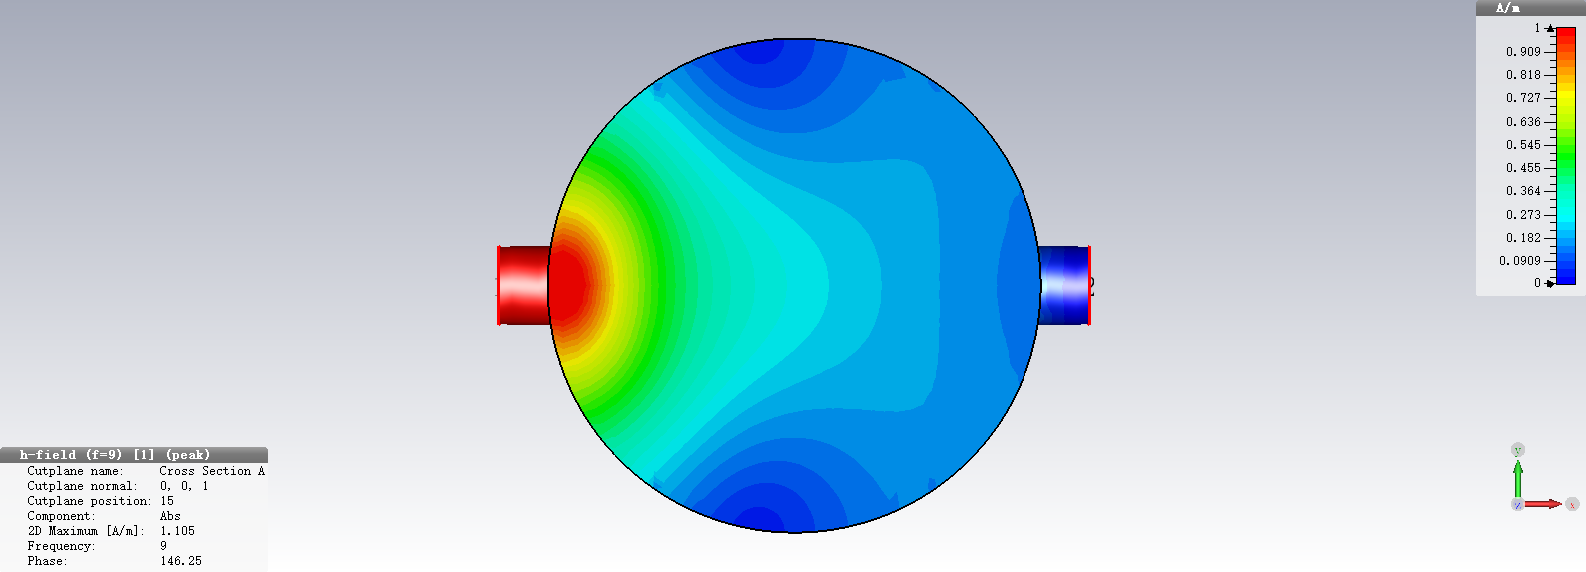 A/m
1
0.909
0.818
0.727
0.636
0.545
0.455
0.364
0.273
0.182
0.0909
0
h-field (f=9) [1] (peak)
Cutplane name: Cross Section A
Cutplane normal: 0, 0, 1
Cutplane position: 15
Component: Abs
2D Maximum [A/m]: 1.105
Frequency: 9
Phase: 146.25
y
z
x